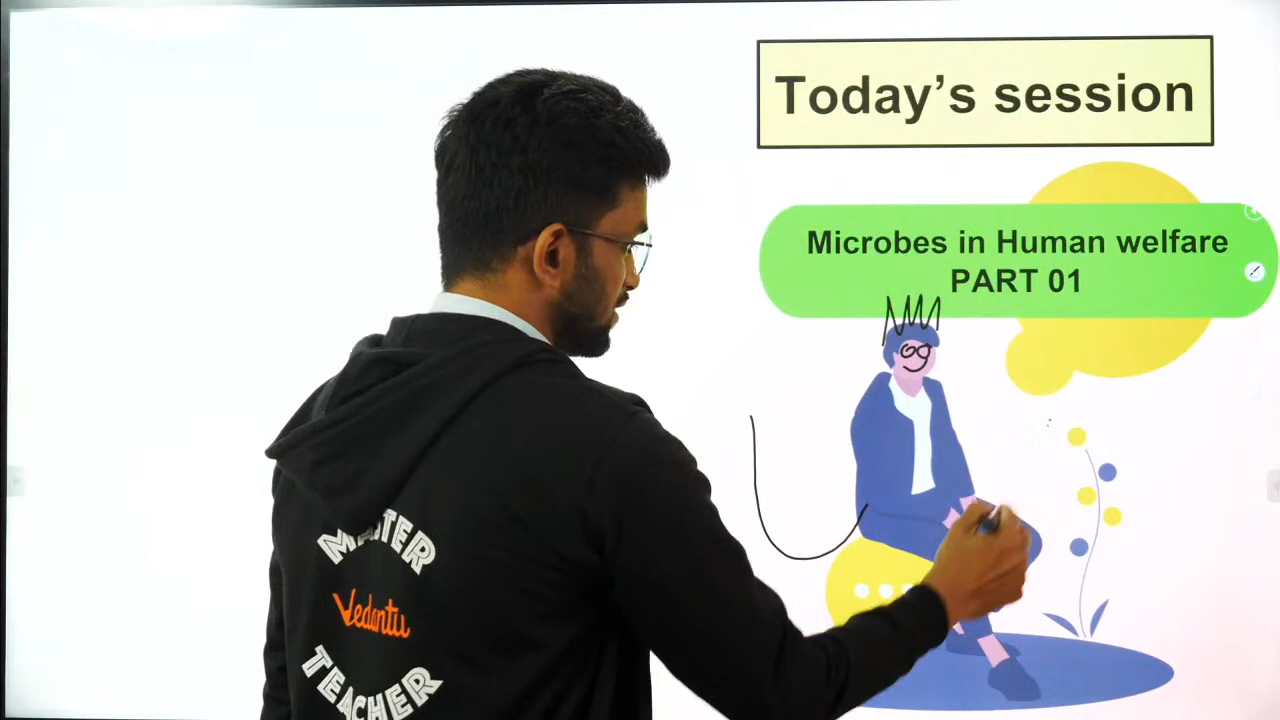 Today’s session
Microbes in Human welfare
PART 01
MASTER
Vedantu
TEACHER